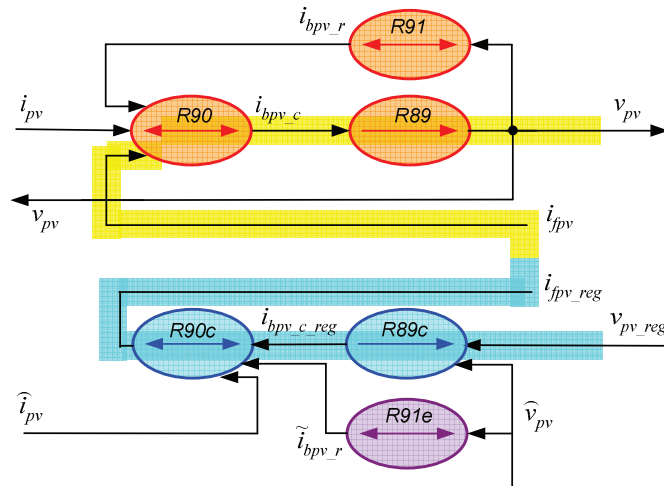 i_bpv_r R91
i_pv R90 i_bpv_c R89 v_pv
v_pv i_fpv
i_fpv_reg
R90c i_bpv_c_reg R89c v_pv_reg
î_pv ĩ_bpv_r R91e v̂_pv